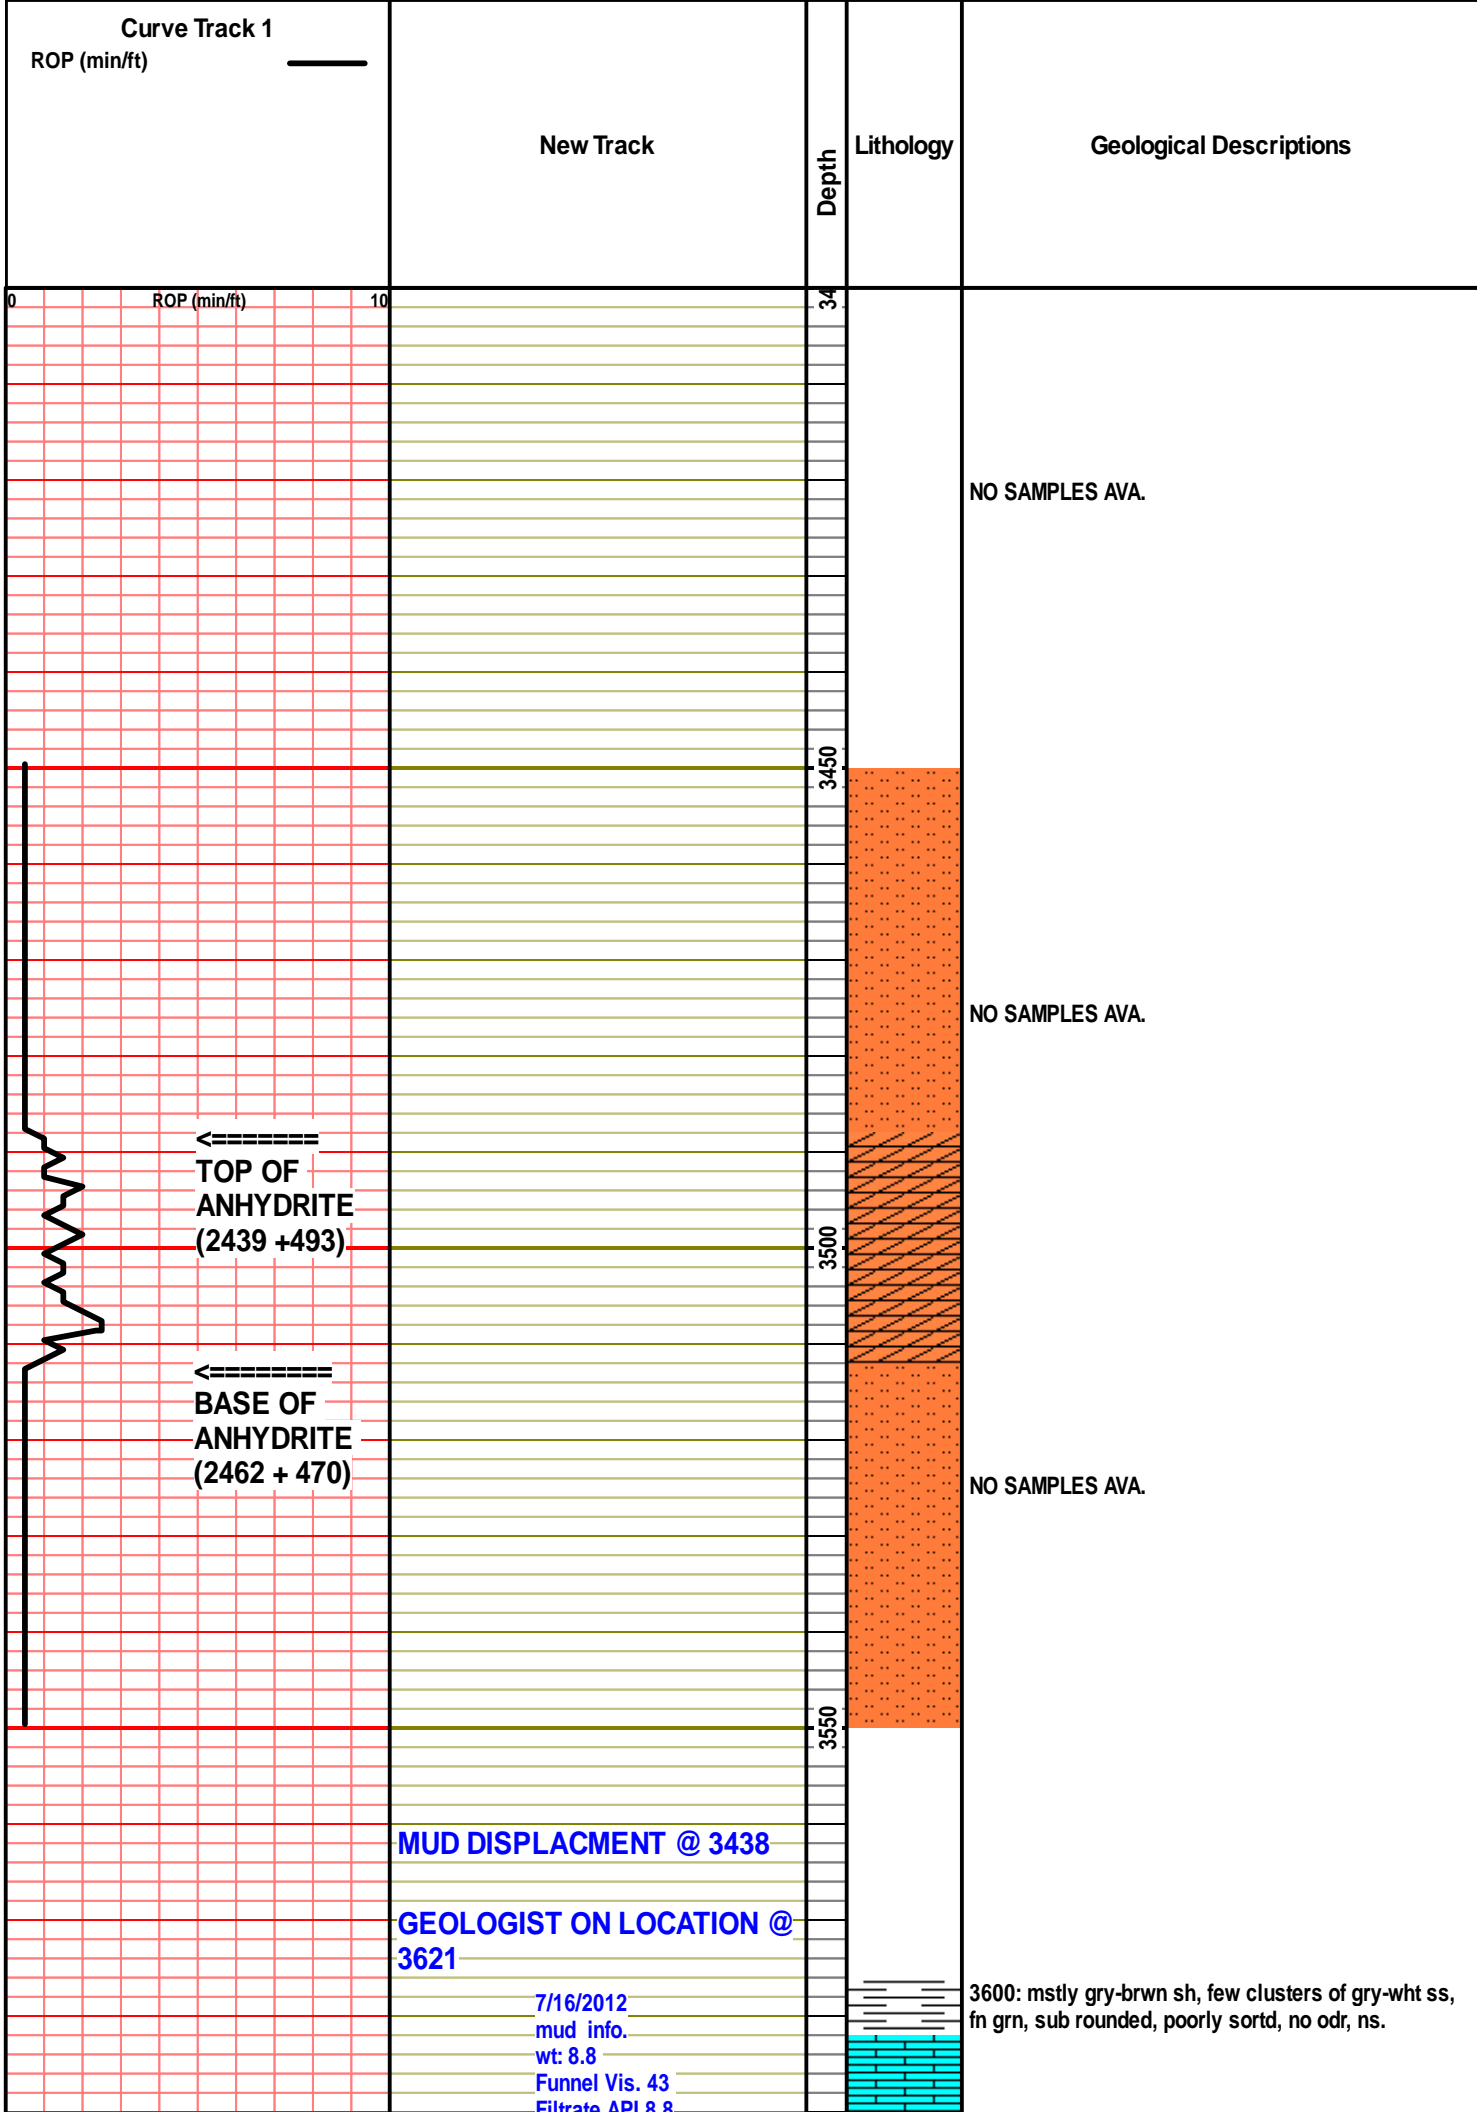 Curve Track 1
ROP (min/ft)
New Track
Depth
Lithology
Geological Descriptions
0 ROP (min/ft) 10
34
NO SAMPLES AVA.
3450
NO SAMPLES AVA.
<=======
TOP OF
ANHYDRITE
(2439 +493)
3500
<========
BASE OF
ANHYDRITE
(2462 + 470)
NO SAMPLES AVA.
3550
MUD DISPLACMENT @ 3438
GEOLOGIST ON LOCATION @
3621
7/16/2012
mud info.
wt: 8.8
Funnel Vis. 43
Filtrate API 8.8
3600: mstly gry-brwn sh, few clusters of gry-wht ss,
fn grn, sub rounded, poorly sortd, no odr, ns.